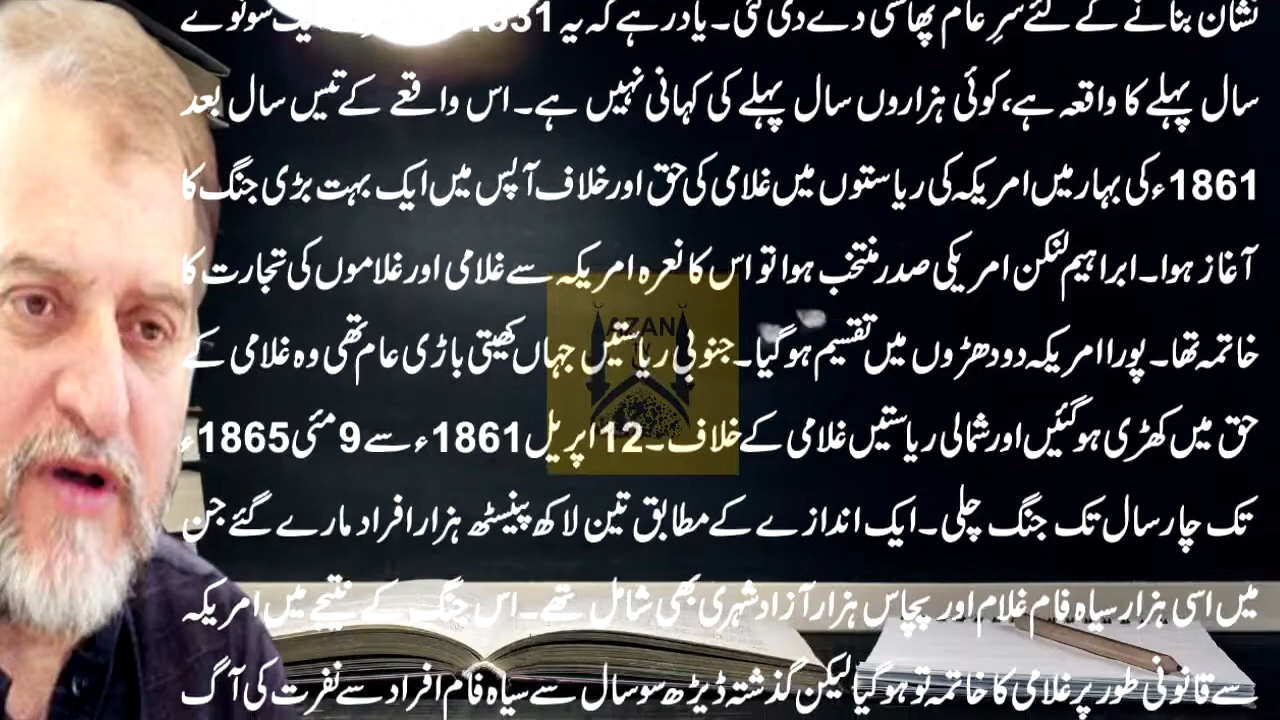 نشان بنانے کے لئے سرِ عام پھانسی دے دی گئی۔ یاد رہے کہ یہ 1831 ایک سو نوے
سال پہلے کا واقعہ ہے، کوئی ہزاروں سال پہلے کی کہانی نہیں ہے۔ اس واقعے کے تیس سال بعد
1861ء کی بہار میں امریکہ کی ریاستوں میں غلامی کی حق اور خلاف آپس میں ایک بہت بڑی جنگ کا
آغاز ہوا۔ ابراہیم لنکن امریکی صدر منتخب ہوا تو اس کا نعرہ امریکہ سے غلامی اور غلاموں کی تجارت کا
خاتمہ تھا۔ پورا امریکہ دو دھڑوں میں تقسیم ہو گیا۔ جنوبی ریاستیں جہاں کھیتی باڑی عام تھی وہ غلامی کے
حق میں کھڑی ہو گئیں اور شمالی ریاستیں غلامی کے خلاف۔ 12 اپریل 1861ء سے 9 مئی 1865ء
تک چار سال تک جنگ چلی۔ ایک اندازے کے مطابق تین لاکھ پینسٹھ ہزار افراد مارے گئے جن
میں اسی ہزار سیاہ فام غلام اور پچاس ہزار آزاد شہری بھی شامل تھے۔ اس جنگ کے نتیجے میں امریکہ
سے قانونی طور پر غلامی کا خاتمہ تو ہو گیا لیکن گذشتہ ڈیڑھ سو سال سے سیاہ فام افراد سے نفرت کی آگ
AZAN